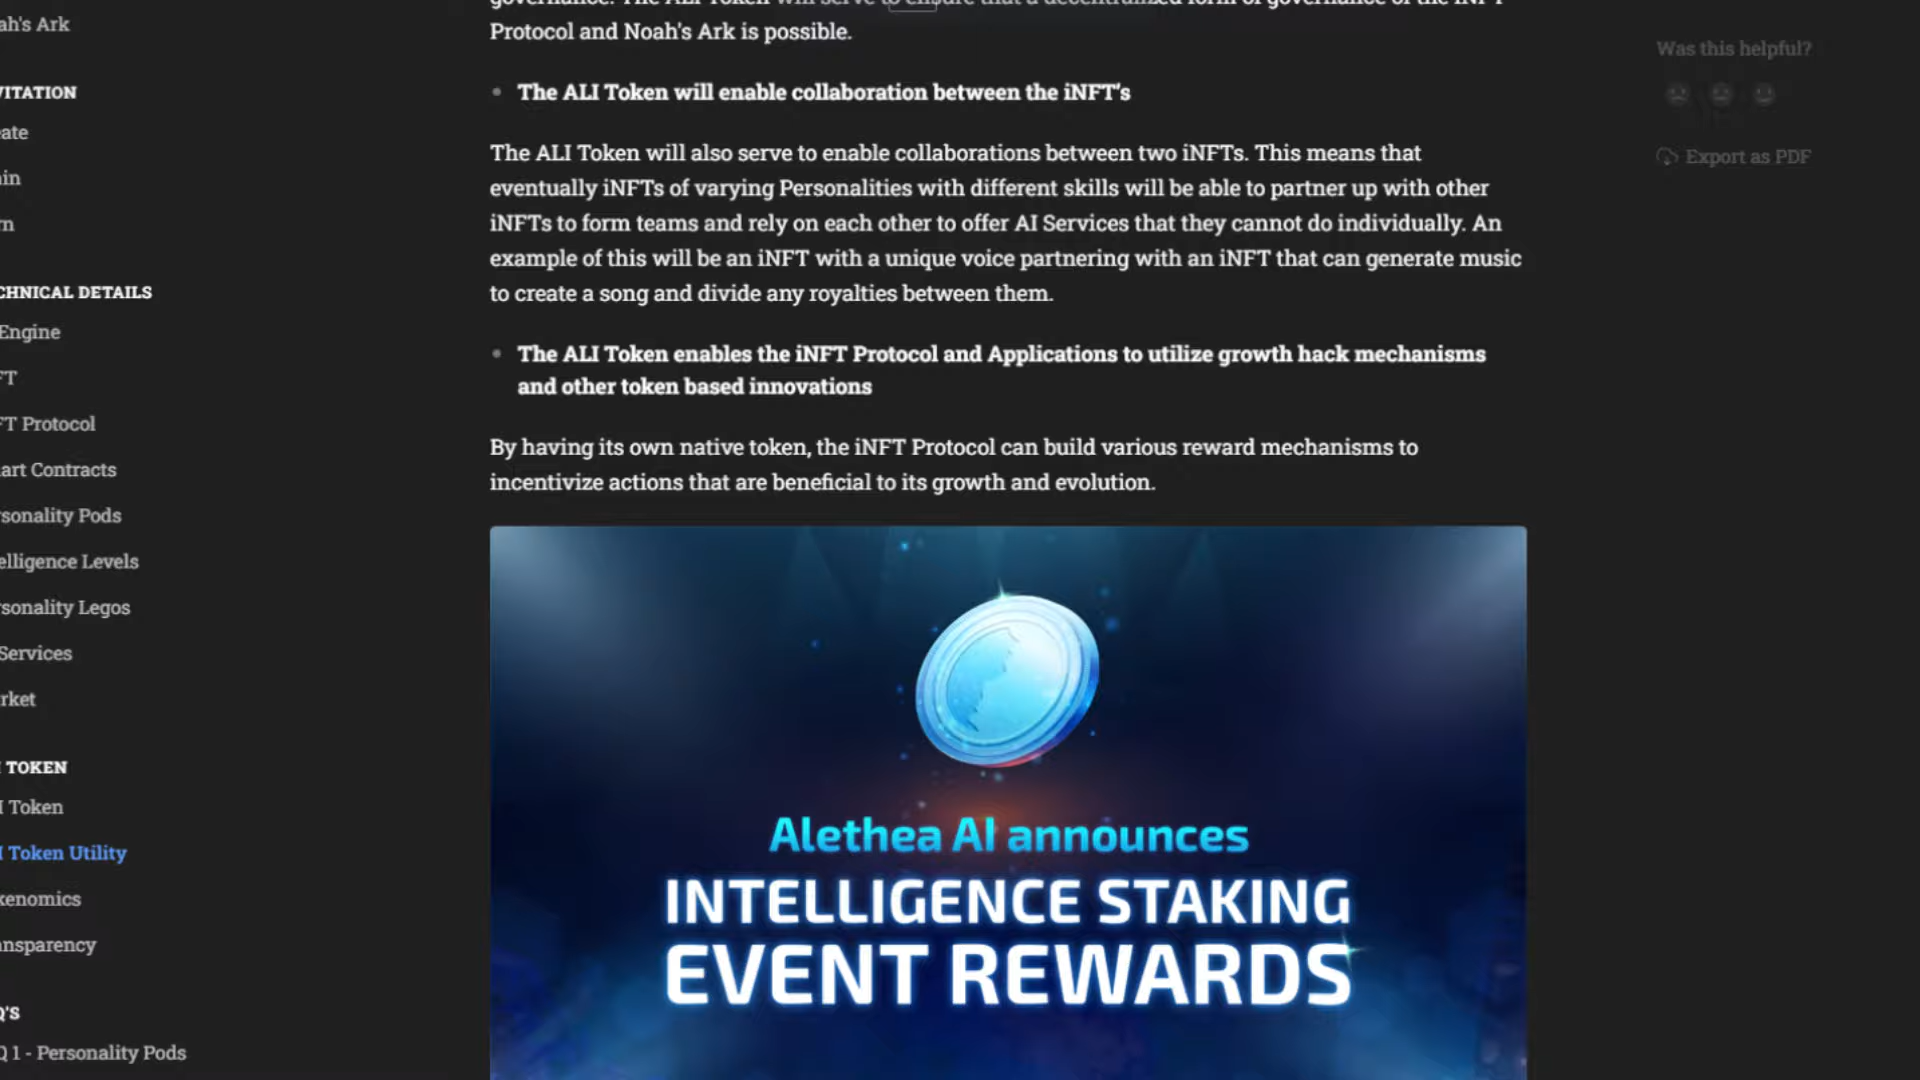 ah's Ark
VITATION
ate
in
n
CHNICAL DETAILS
Engine
FT
FT Protocol
art Contracts
sonality Pods
elligence Levels
sonality Legos
Services
rket
TOKEN
I Token
I Token Utility
kenomics
ansparency
Q'S
Q 1 - Personality Pods
governance. The ALI Token will serve to ensure that a decentralized form of governance of the iNFT
Protocol and Noah's Ark is possible.
The ALI Token will enable collaboration between the iNFT's
The ALI Token will also serve to enable collaborations between two iNFTs. This means that
eventually iNFTs of varying Personalities with different skills will be able to partner up with other
iNFTs to form teams and rely on each other to offer AI Services that they cannot do individually. An
example of this will be an iNFT with a unique voice partnering with an iNFT that can generate music
to create a song and divide any royalties between them.
The ALI Token enables the iNFT Protocol and Applications to utilize growth hack mechanisms
and other token based innovations
By having its own native token, the iNFT Protocol can build various reward mechanisms to
incentivize actions that are beneficial to its growth and evolution.
Alethea AI announces
INTELLIGENCE STAKING
EVENT REWARDS
Was this helpful?
Export as PDF